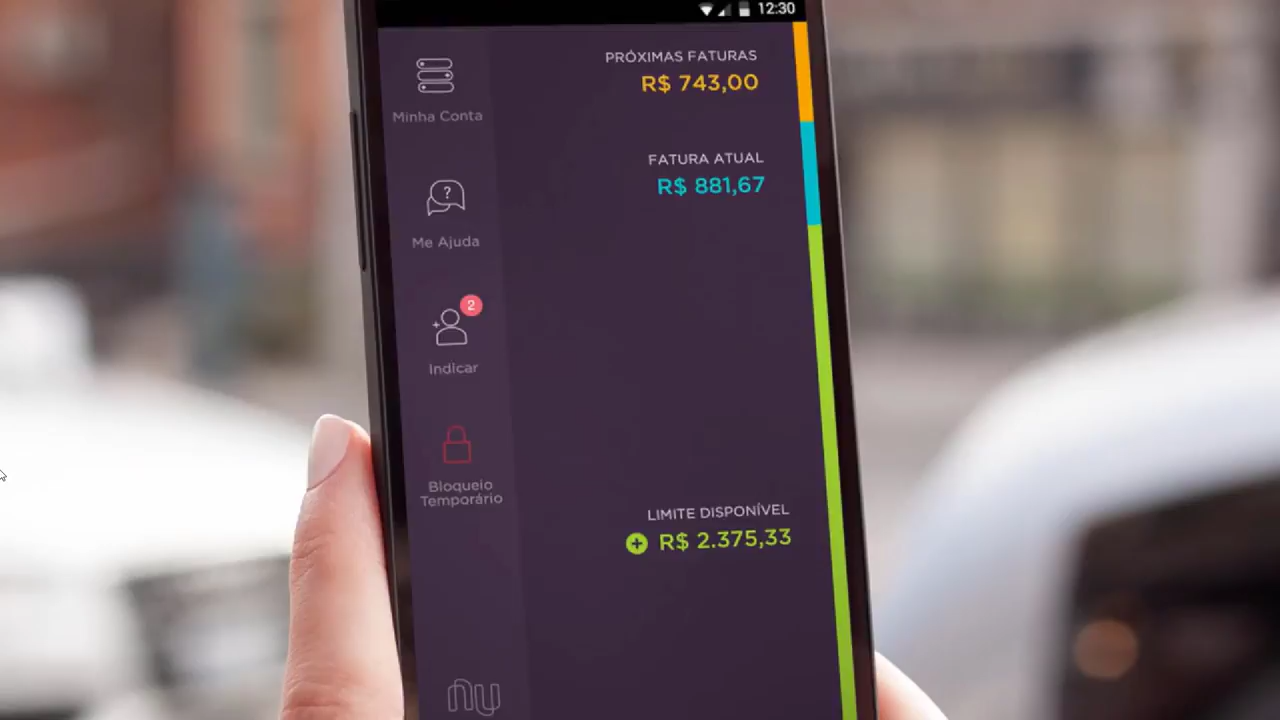 12:30
PRÓXIMAS FATURAS
R$ 743,00
Minha Conta
FATURA ATUAL
R$ 881,67
?
Me Ajuda
2
Indicar
Bloqueio
Temporário
LIMITE DISPONÍVEL
R$ 2.375,33
nu